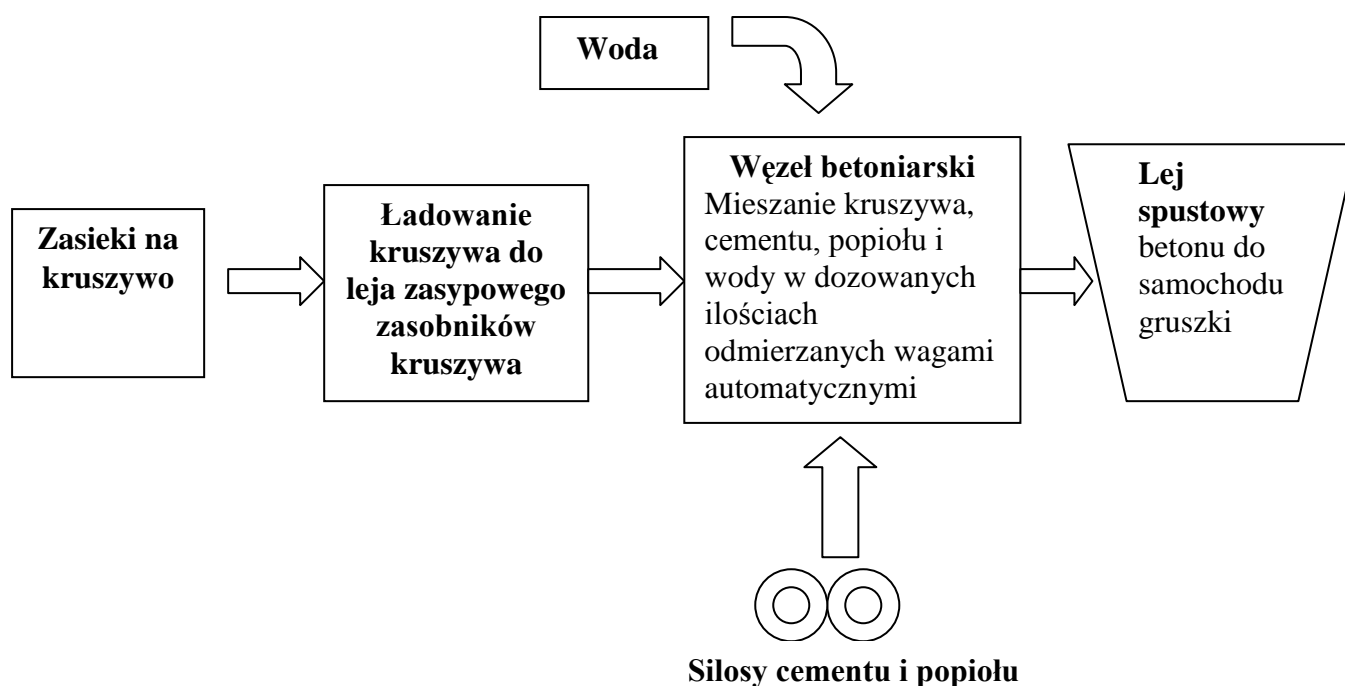 Woda
Zasieki na
kruszywo
Ładowanie
kruszywa do
leja zasypowego
zasobników
kruszywa
Węzeł betoniarski
Mieszanie kruszywa,
cementu, popiołu i
wody w dozowanych
ilościach
odmierzanych wagami
automatycznymi
Lej
spustowy
betonu do
samochodu
gruszki
Silosy cementu i popiołu